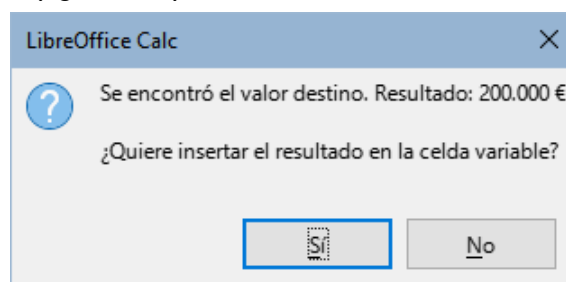 LibreOffice Calc
Se encontró el valor destino. Resultado: 200.000 €
¿Quiere insertar el resultado en la celda variable?
Sí
No